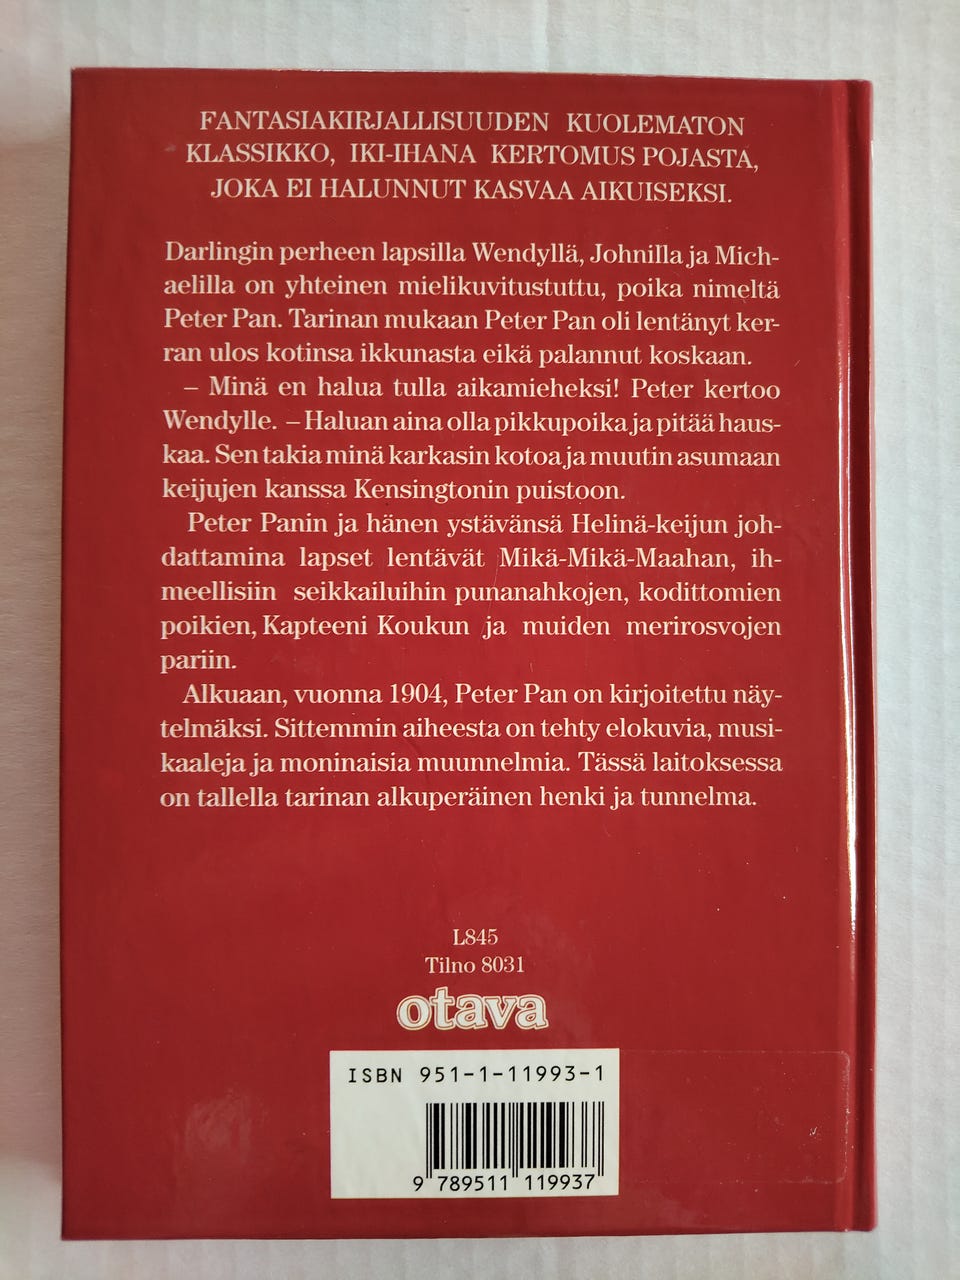 FANTASIAKIRJALLISUUDEN KUOLEMATON
KLASSIKKO, IKI-IHANA KERTOMUS POJASTA,
JOKA EI HALUNNUT KASVAA AIKUISEKSI.
Darlingin perheen lapsilla Wendyllä, Johnilla ja Mich-
aelilla on yhteinen mielikuvitustuttu, poika nimeltä
Peter Pan. Tarinan mukaan Peter Pan oli lentänyt ker-
ran ulos kotinsa ikkunasta eikä palannut koskaan.
– Minä en halua tulla aikamieheksi! Peter kertoo
Wendylle. – Haluan aina olla pikkupoika ja pitää haus-
kaa. Sen takia minä karkasin kotoa ja muutin asumaan
keijujen kanssa Kensingtonin puistoon.
Peter Panin ja hänen ystävänsä Helinä-keijun joh-
dattamina lapset lentävät Mikä-Mikä-Maahan, ih-
meellisiin seikkailuihin punanahkojen, kodittomien
poikien, Kapteeni Koukun ja muiden merirosvojen
pariin.
Alkuaan, vuonna 1904, Peter Pan on kirjoitettu näy-
telmäksi. Sittemmin aiheesta on tehty elokuvia, musi-
kaaleja ja moninaisia muunnelmia. Tässä laitoksessa
on tallella tarinan alkuperäinen henki ja tunnelma.
L845
Tilno 8031
otava
ISBN 951-1-11993-1
9 789511 119937